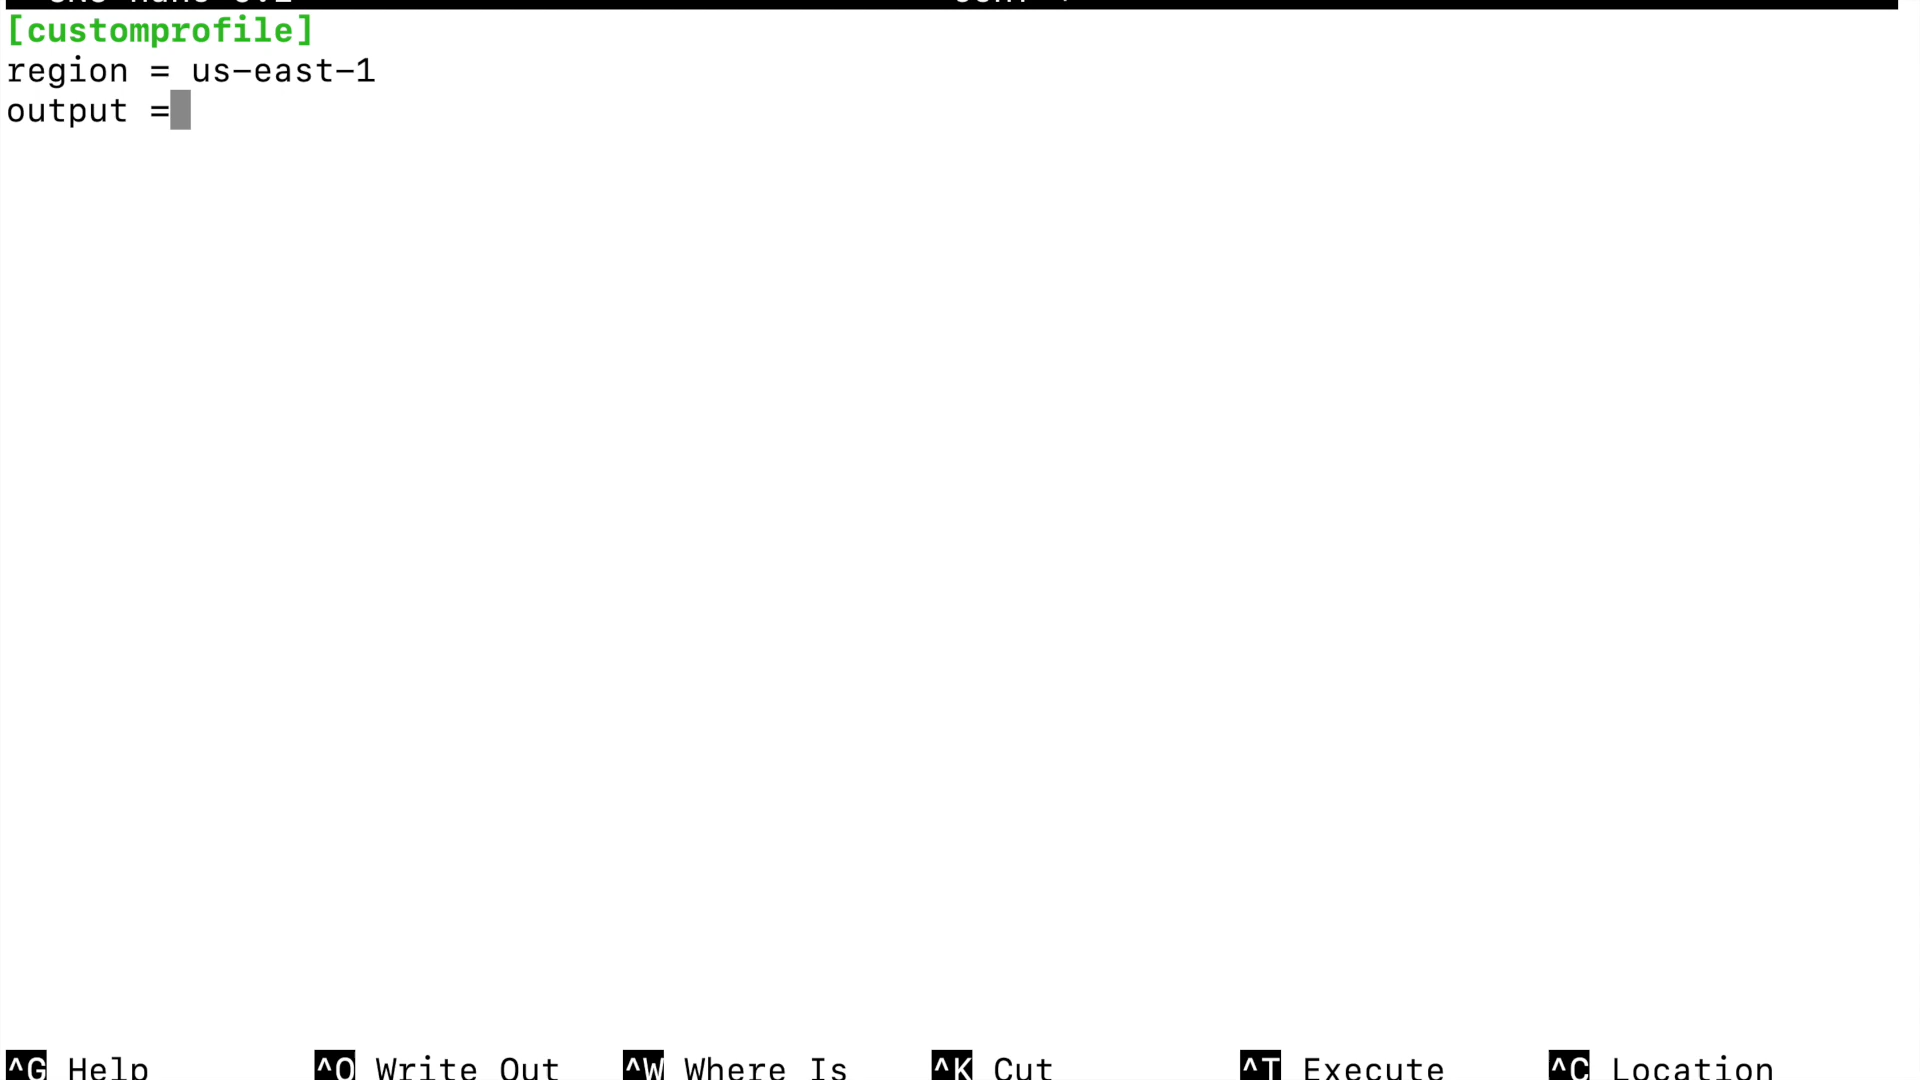 [customprofile]
region = us-east-1
output =
^G Help ^O Write Out ^W Where Is ^K Cut ^T Execute ^C Location